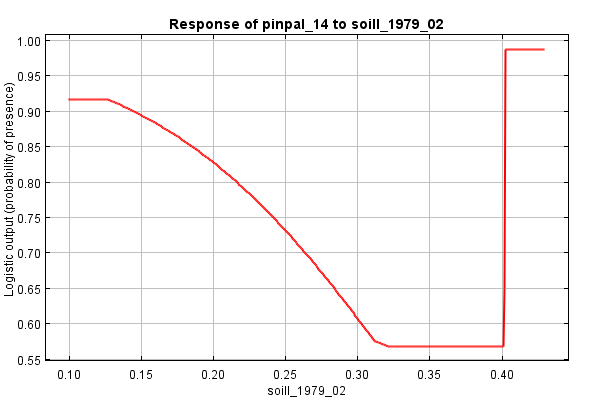 Response of pinpal_14 to soill_1979_02
Logistic output (probability of presence)
1.00
0.95
0.90
0.85
0.80
0.75
0.70
0.65
0.60
0.55
0.10 0.15 0.20 0.25 0.30 0.35 0.40
soill_1979_02